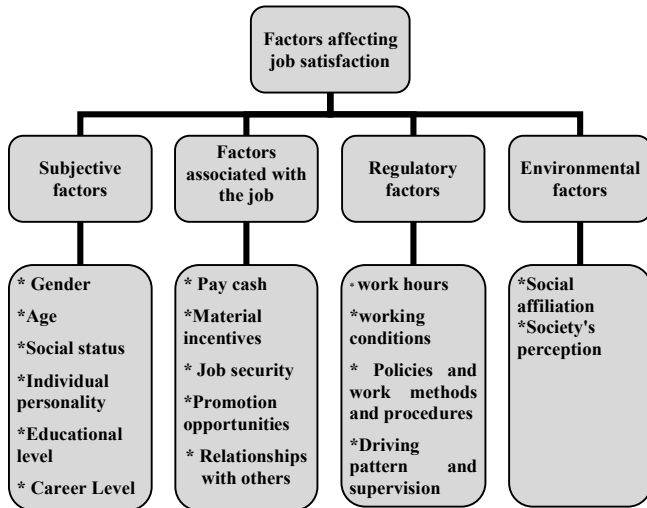 Factors affecting
job satisfaction
Subjective
factors
Factors
associated with
the job
Regulatory
factors
Environmental
factors
* Gender
*Age
*Social status
*Individual
personality
*Educational
level
* Career Level
* Pay cash
*Material
incentives
* Job security
*Promotion
opportunities
* Relationships
with others
* work hours
*working
conditions
* Policies and
work methods
and procedures
*Driving
pattern and
supervision
*Social
affiliation
*Society's
perception